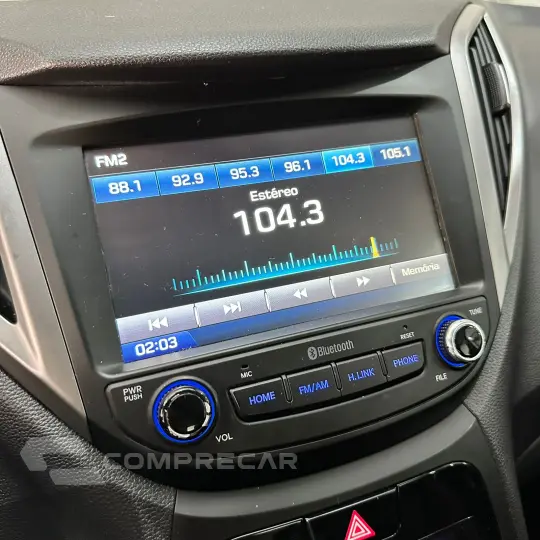 FM2
88.1 92.9 95.3 96.1 104.3 105.1
Estéreo
104.3
Memória
02:03
Bluetooth
RESET
TUNE
MIC
PWR
PUSH
HOME FM/AM H.LINK PHONE
FILE
VOL
COMPRECAR